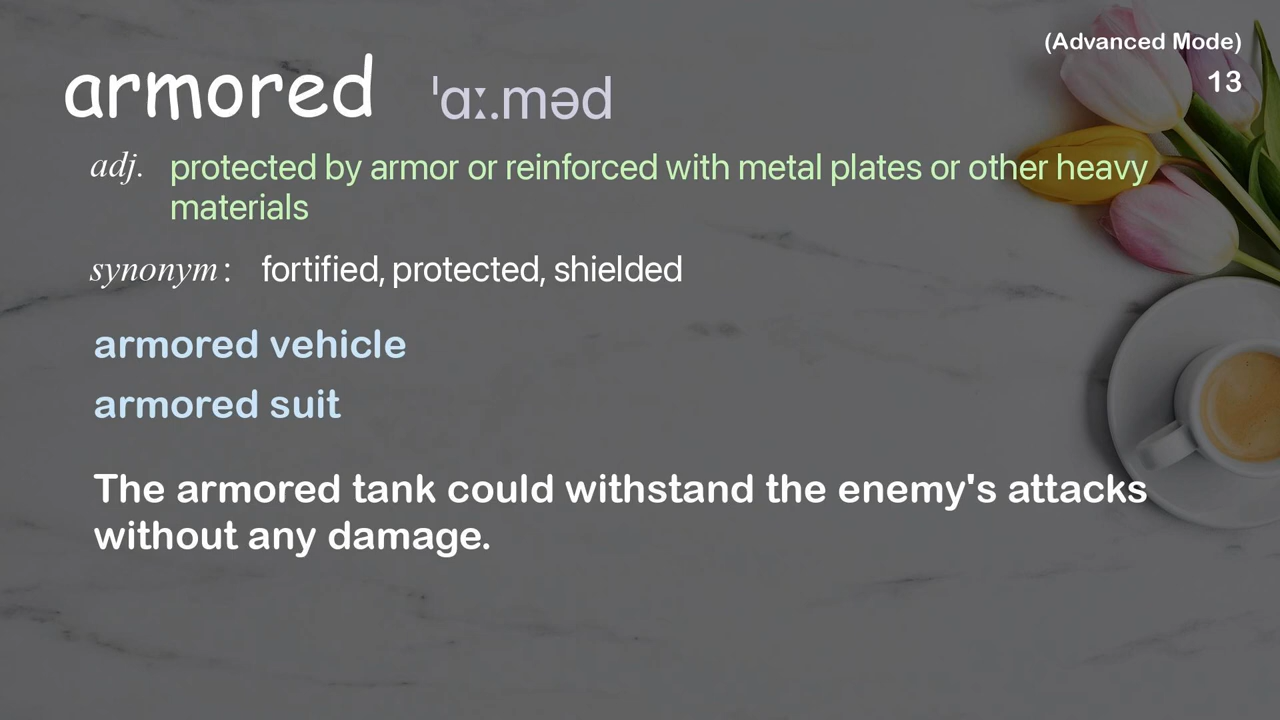 (Advanced Mode)
13
armored ˈɑː.məd
adj. protected by armor or reinforced with metal plates or other heavy
materials
synonym: fortified, protected, shielded
armored vehicle
armored suit
The armored tank could withstand the enemy's attacks
without any damage.